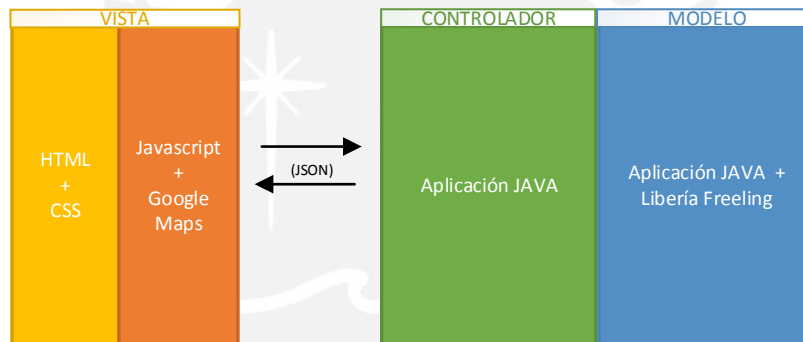 VISTA
CONTROLADOR
MODELO
HTML
+
CSS
Javascript
+
Google
Maps
(JSON)
Aplicación JAVA
Aplicación JAVA +
Libería Freeling